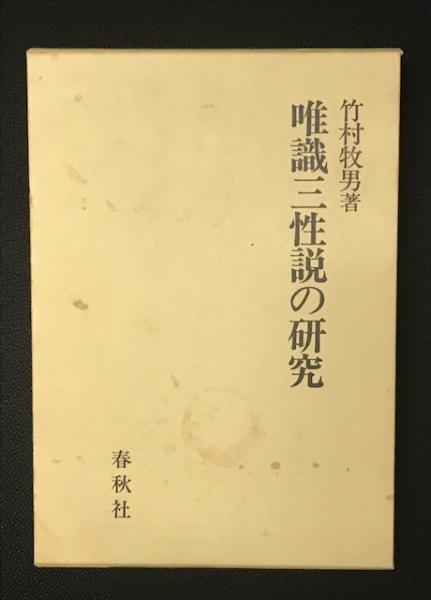 竹村牧男著
唯識三性説の研究
春秋社